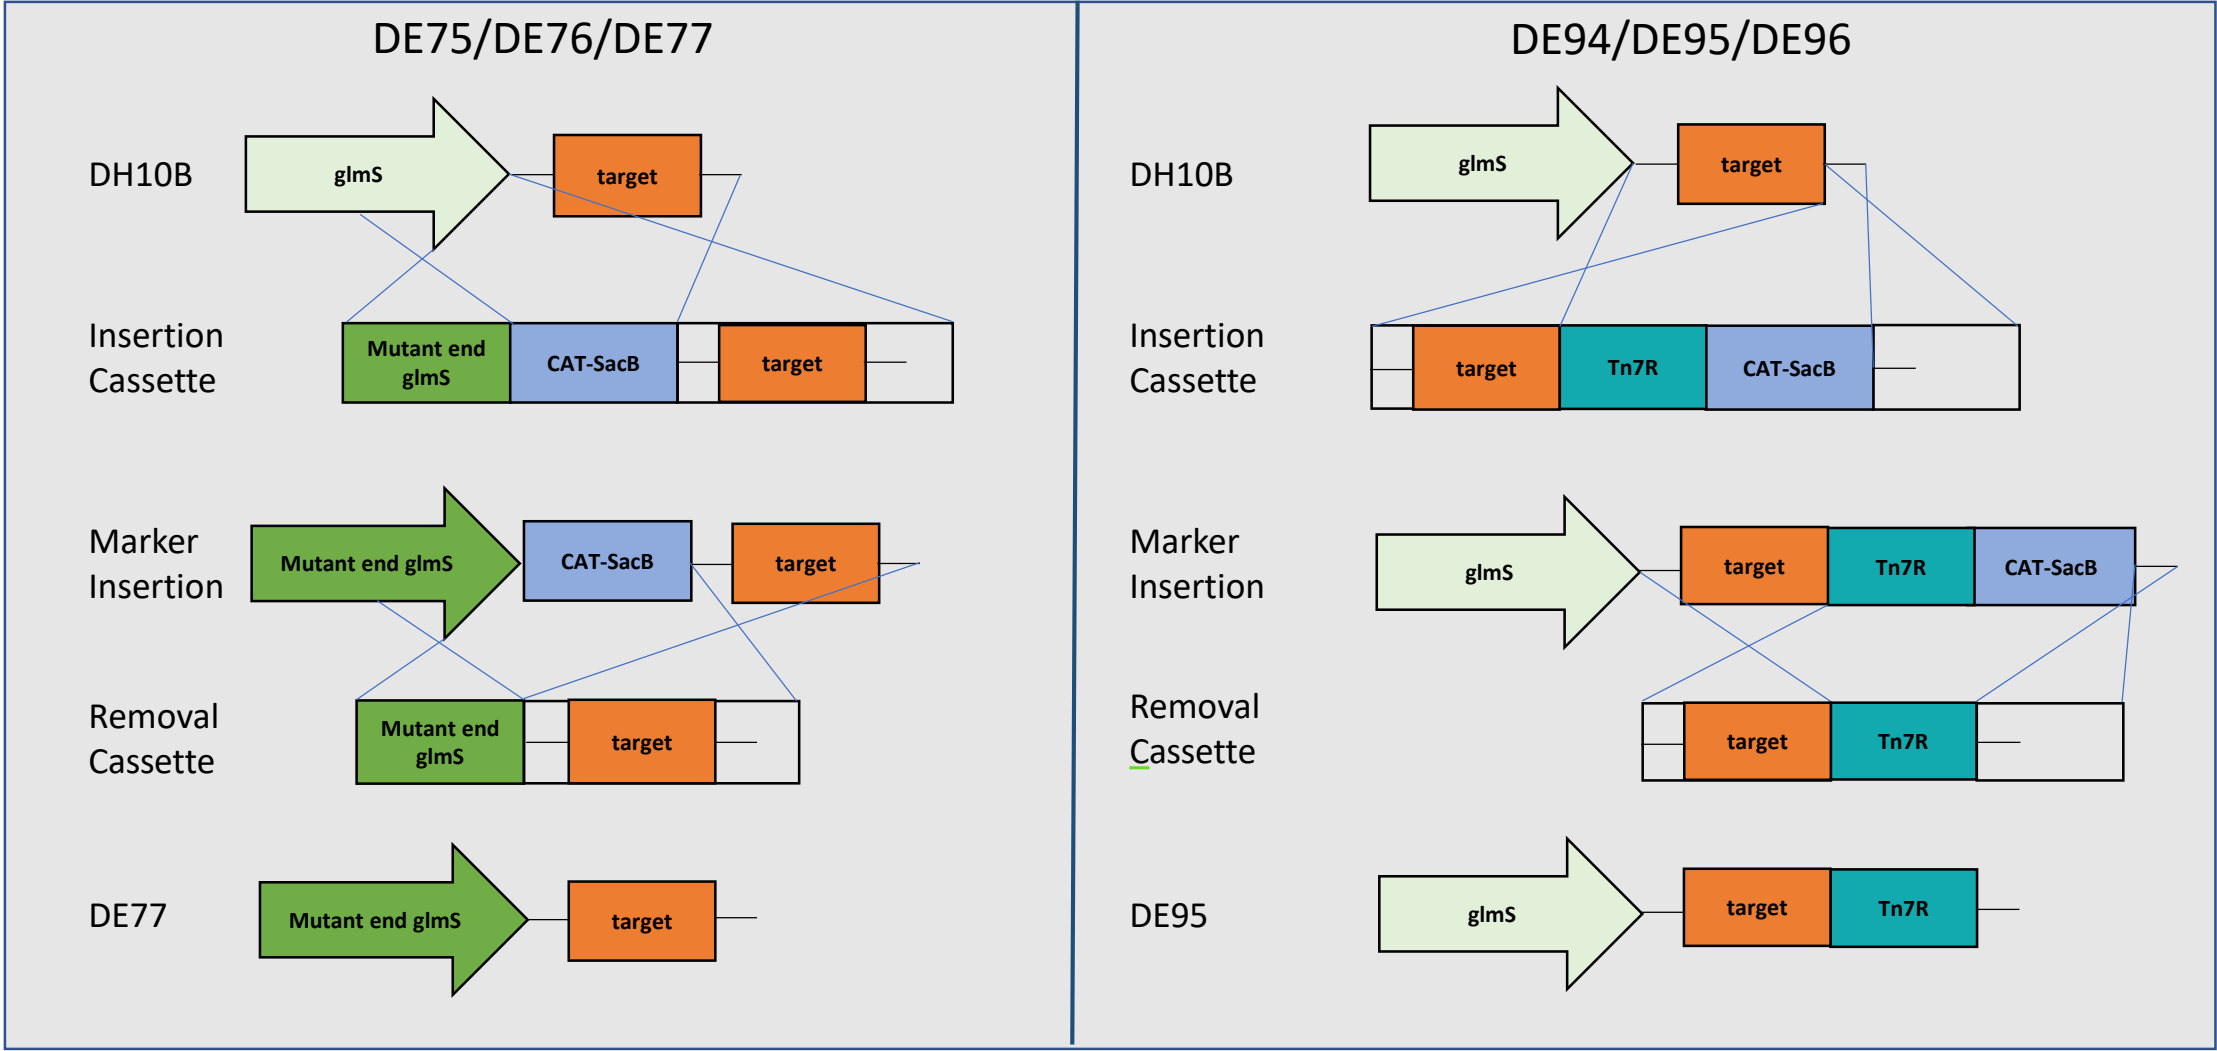 DE75/DE76/DE77
DH10B
glmS
target
Insertion
Cassette
Mutant end
glmS
CAT-SacB
target
Marker
Insertion
Mutant end glmS
CAT-SacB
target
Removal
Cassette
Mutant end
glmS
target
DE77
Mutant end glmS
target
DE94/DE95/DE96
DH10B
glmS
target
Insertion
Cassette
target
Tn7R
CAT-SacB
Marker
Insertion
glmS
target
Tn7R
CAT-SacB
Removal
Cassette
target
Tn7R
DE95
glmS
target
Tn7R